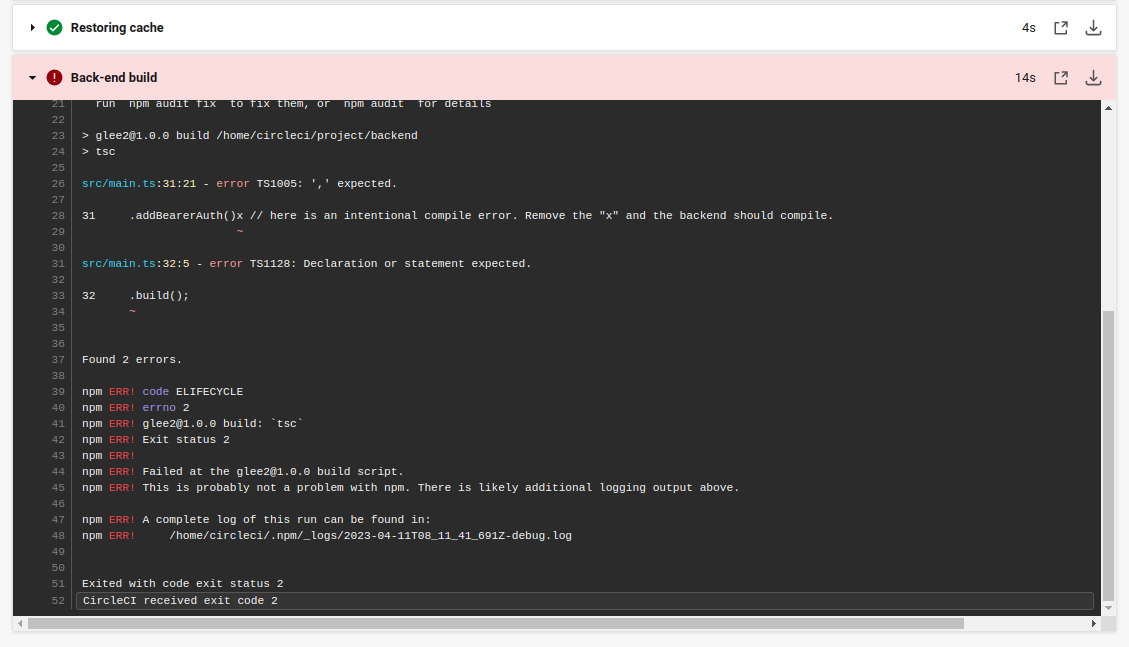 Restoring cache 4s
Back-end build 14s
21 run `npm audit fix` to fix them, or `npm audit` for details
22
23 > glee2@1.0.0 build /home/circleci/project/backend
24 > tsc
25
26 src/main.ts:31:21 - error TS1005: ',' expected.
27
28 31     .addBearerAuth()x // here is an intentional compile error. Remove the "x" and the backend should compile.
29 ~
30
31 src/main.ts:32:5 - error TS1128: Declaration or statement expected.
32
33 32     .build();
34 ~
35
36
37 Found 2 errors.
38
39 npm ERR! code ELIFECYCLE
40 npm ERR! errno 2
41 npm ERR! glee2@1.0.0 build: `tsc`
42 npm ERR! Exit status 2
43 npm ERR!
44 npm ERR! Failed at the glee2@1.0.0 build script.
45 npm ERR! This is probably not a problem with npm. There is likely additional logging output above.
46
47 npm ERR! A complete log of this run can be found in:
48 npm ERR!     /home/circleci/.npm/_logs/2023-04-11T08_11_41_691Z-debug.log
49
50
51 Exited with code exit status 2
52 CircleCI received exit code 2